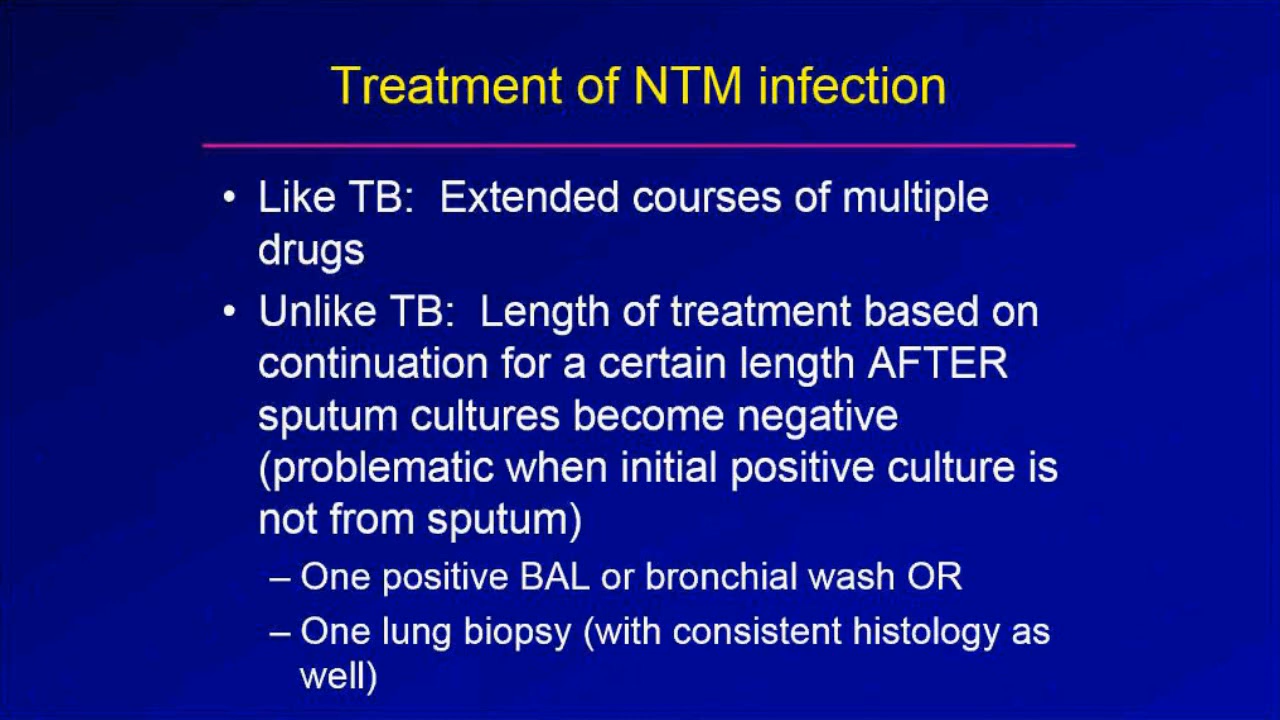 Treatment of NTM infection
• Like TB:  Extended courses of multiple
drugs
• Unlike TB:  Length of treatment based on
continuation for a certain length AFTER
sputum cultures become negative
(problematic when initial positive culture is
not from sputum)
– One positive BAL or bronchial wash OR
– One lung biopsy (with consistent histology as
well)